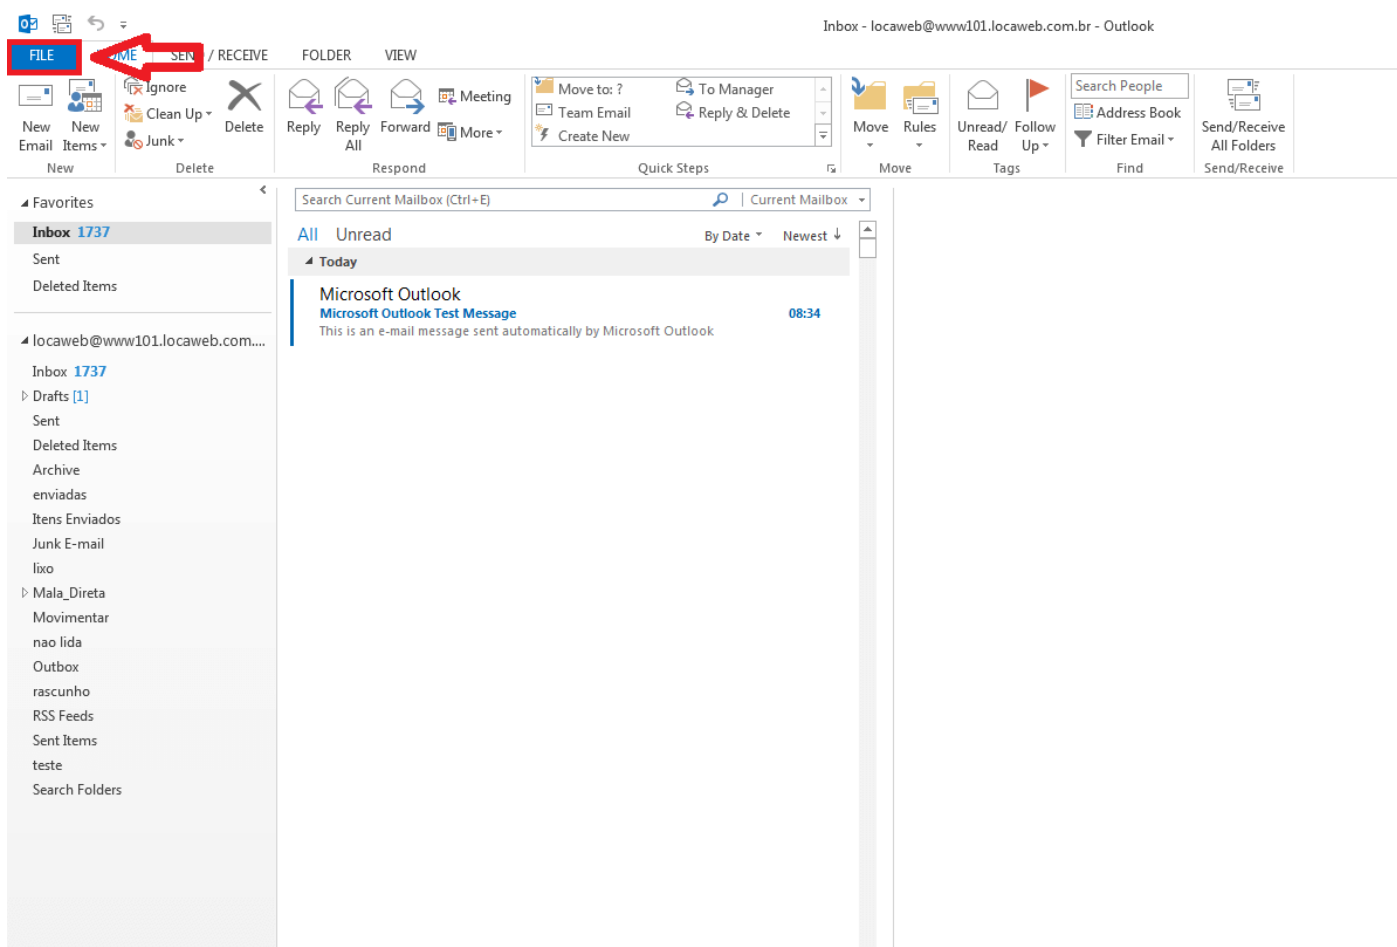 Inbox - locaweb@www101.locaweb.com.br - Outlook
FILE
OME
SEN / RECEIVE
FOLDER
VIEW
New Email
New Items
New
Ignore
Clean Up
Junk
Delete
Delete
Reply
Reply All
Forward
Meeting
More
Respond
Move to: ?
Team Email
Create New
To Manager
Reply & Delete
Quick Steps
Move
Rules
Move
Unread/ Read
Follow Up
Tags
Search People
Address Book
Filter Email
Find
Send/Receive All Folders
Send/Receive
Favorites
Inbox 1737
Sent
Deleted Items
locaweb@www101.locaweb.com....
Inbox 1737
Drafts [1]
Sent
Deleted Items
Archive
enviadas
Itens Enviados
Junk E-mail
lixo
Mala_Direta
Movimentar
nao lida
Outbox
rascunho
RSS Feeds
Sent Items
teste
Search Folders
Search Current Mailbox (Ctrl+E)
Current Mailbox
All Unread
By Date Newest
Today
Microsoft Outlook
Microsoft Outlook Test Message 08:34
This is an e-mail message sent automatically by Microsoft Outlook